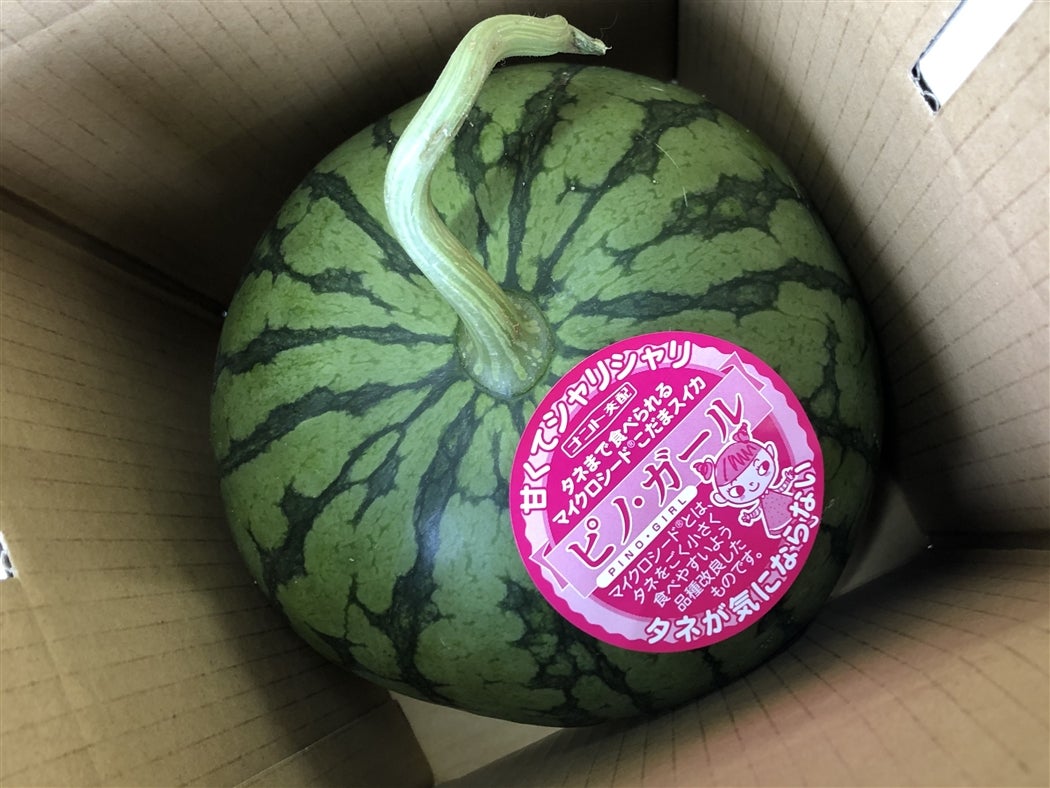 甘くてシャリシャリ
ナント交配
タネまで食べられる
マイクロシード®こだまスイカ
ピノ・ガール
PINO・GIRL
マイクロシード®とは、
タネをごく小さく
食べやすいよう
品種改良した
ものです。
タネが気にならない